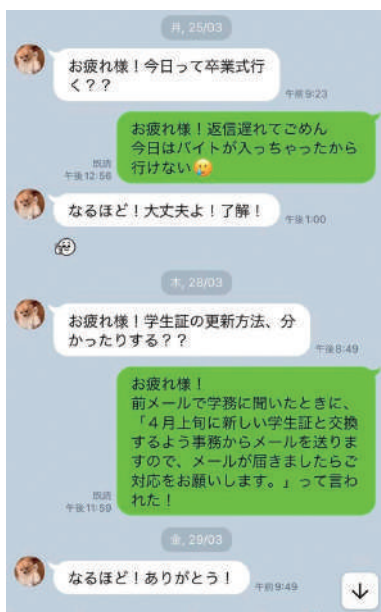 月, 25/03
お疲れ様！今日って卒業式行
く？？
午前9:23
お疲れ様！返信遅れてごめん
今日はバイトが入っちゃったから
行けない🥲
既読
午後12:56
なるほど！大丈夫よ！了解！
午後1:00
木, 28/03
お疲れ様！学生証の更新方法、分
かったりする？？
午後8:49
お疲れ様！
前メールで学務に聞いたときに、
「４月上旬に新しい学生証と交換
するよう事務からメールを送りま
すので、メールが届きましたらご
対応をお願いします。」って言わ
れた！
既読
午後11:59
金, 29/03
なるほど！ありがとう！
午前9:49